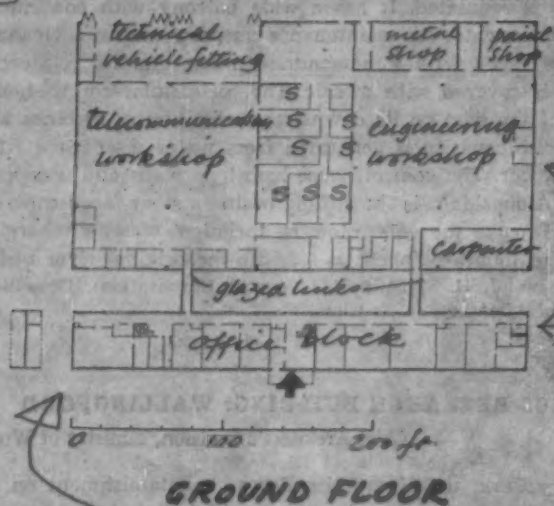 technical
vehicle fitting
metal
shop
paint
shop
telecommunication
workshop
S
S S
S S
S S S
engineering
workshop
carpenter
glazed links
office block
0 100 200 ft.
GROUND FLOOR